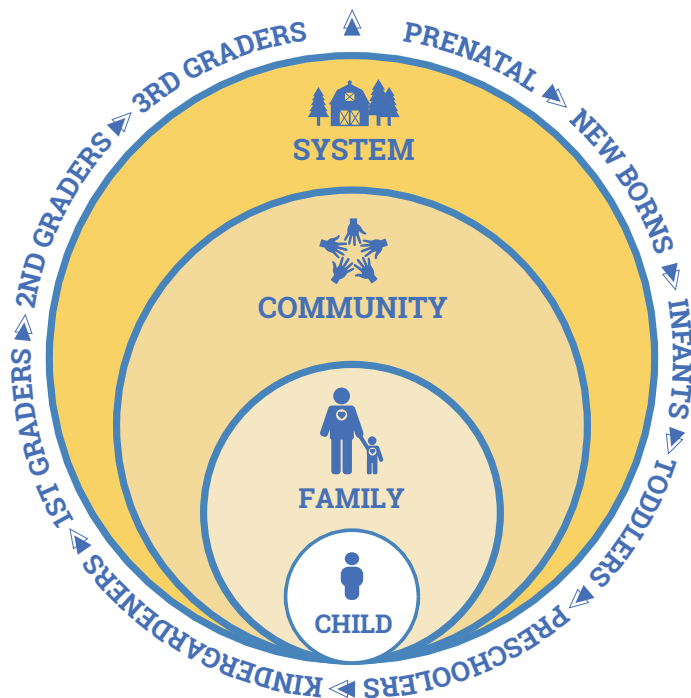 PRENATAL
NEW BORNS
INFANTS
TODDLERS
PRESCHOOLERS
KINDERGARDENERS
1ST GRADERS
2ND GRADERS
3RD GRADERS
SYSTEM
COMMUNITY
FAMILY
CHILD